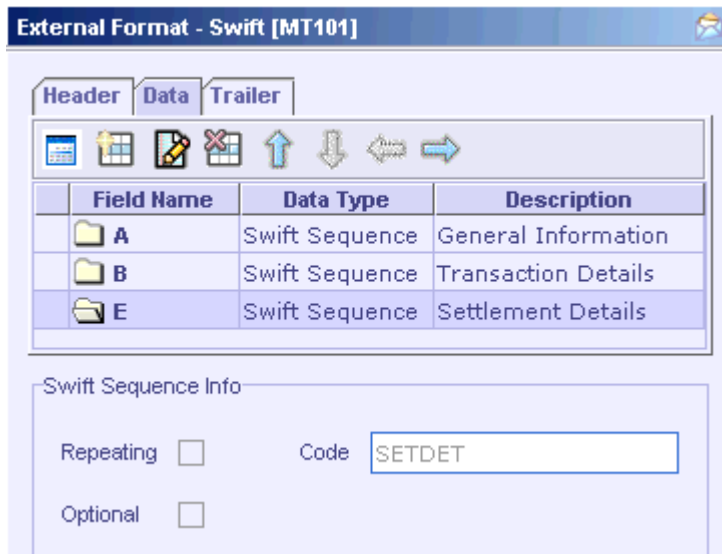 External Format - Swift [MT101]
Header Data Trailer
Field Name Data Type Description
A Swift Sequence General Information
B Swift Sequence Transaction Details
E Swift Sequence Settlement Details
Swift Sequence Info
Repeating Code SETDET
Optional